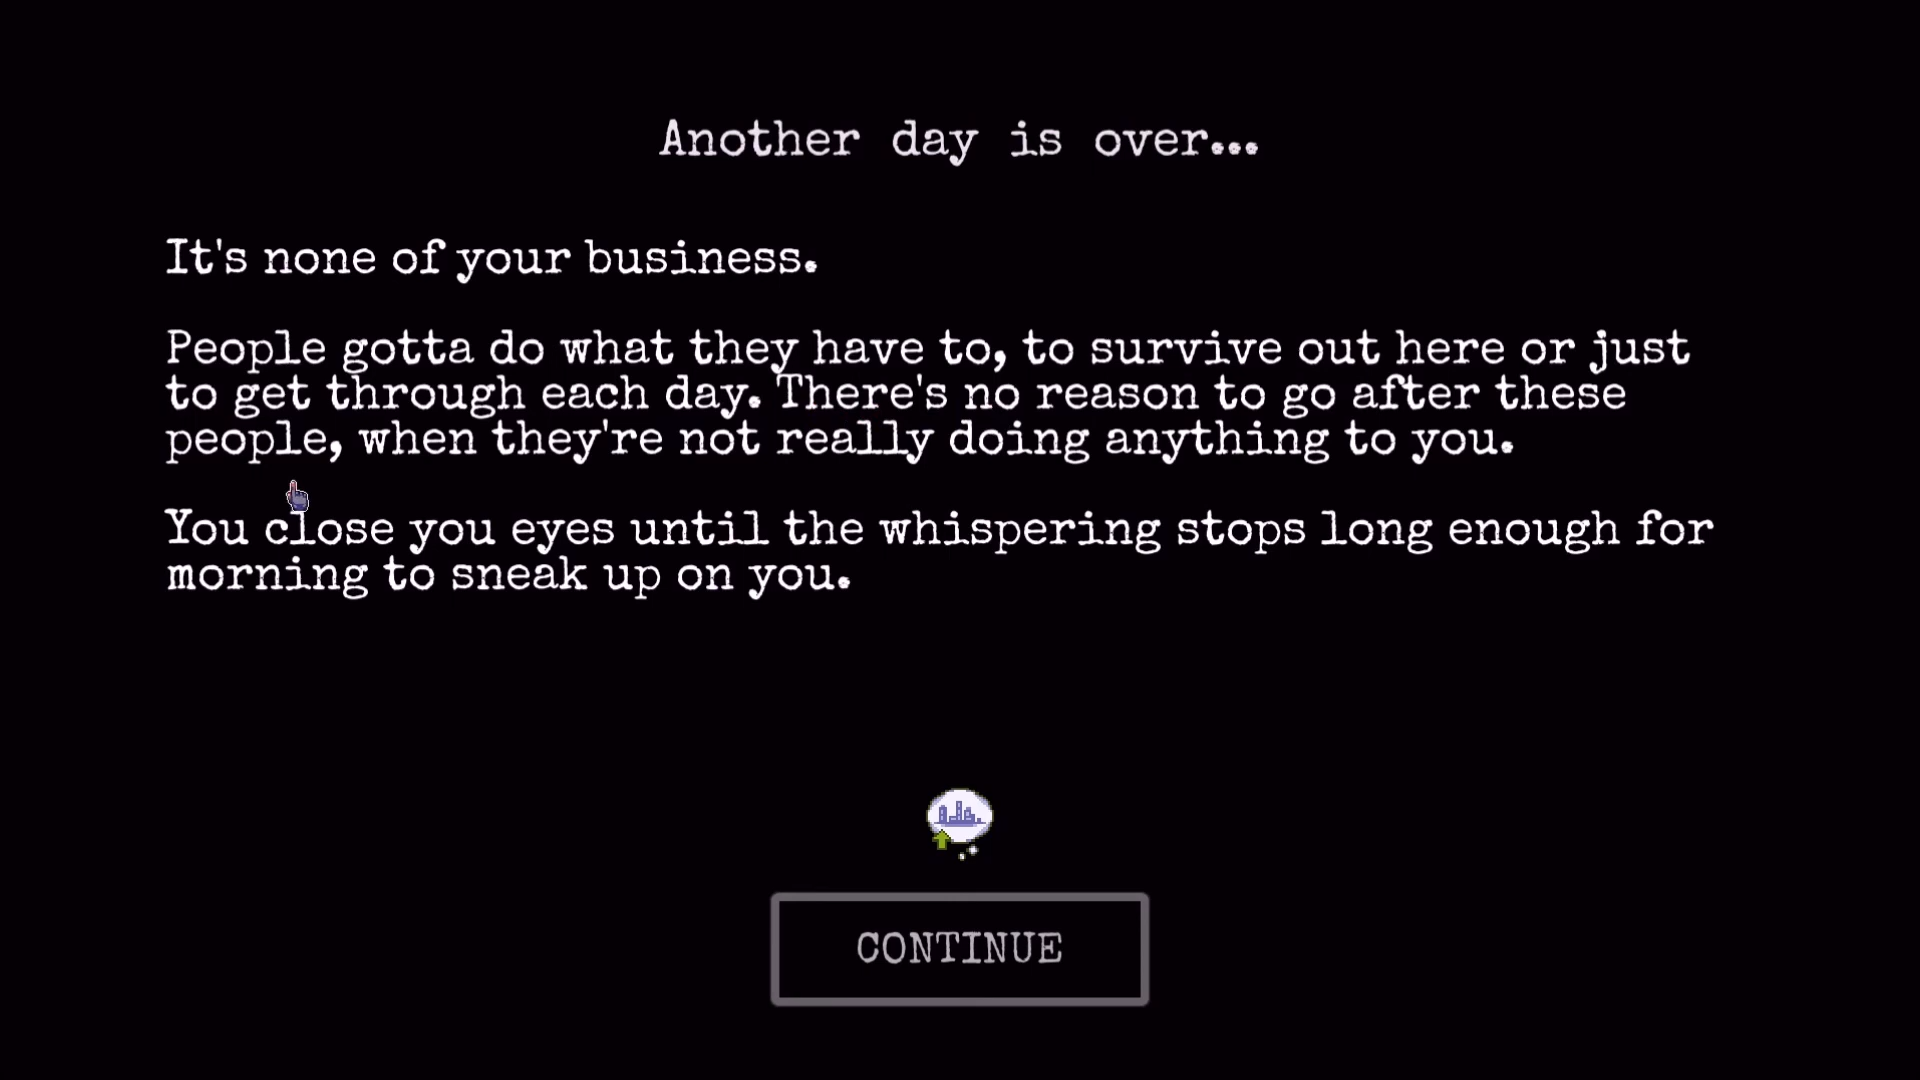 Another day is over...
It's none of your business.
People gotta do what they have to, to survive out here or just
to get through each day. There's no reason to go after these
people, when they're not really doing anything to you.
You close you eyes until the whispering stops long enough for
morning to sneak up on you.
CONTINUE